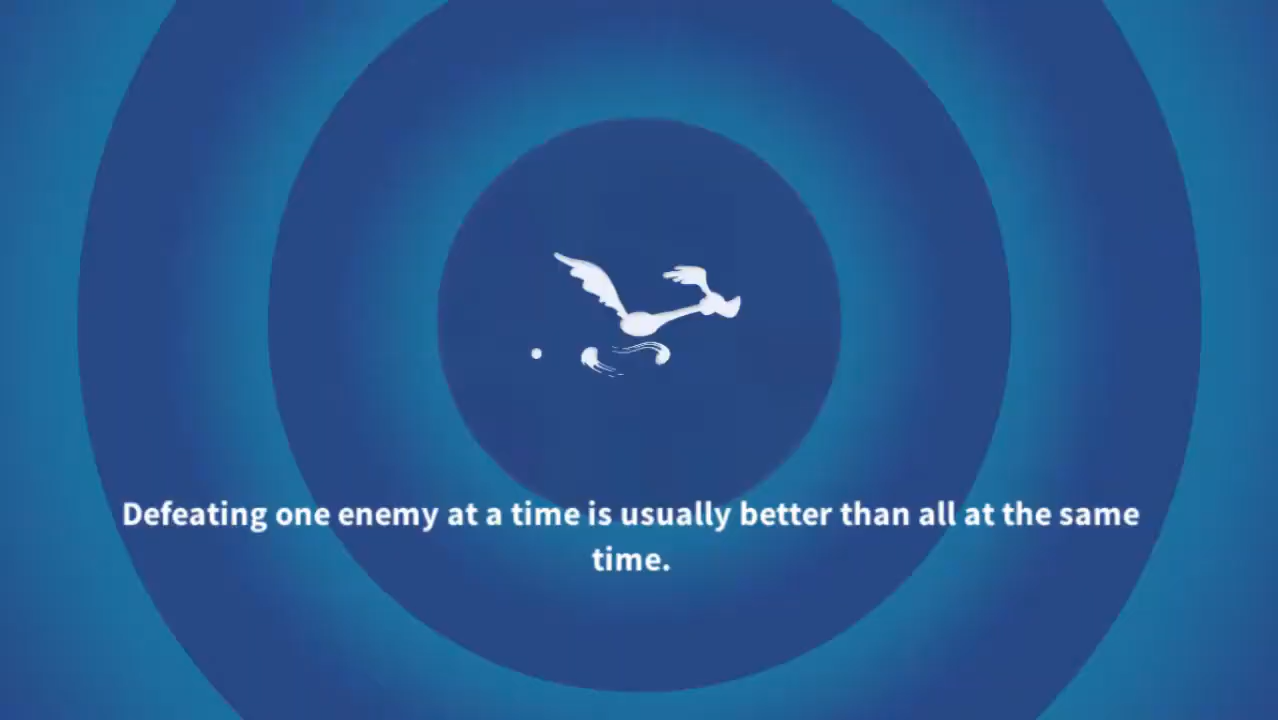 Defeating one enemy at a time is usually better than all at the same
time.